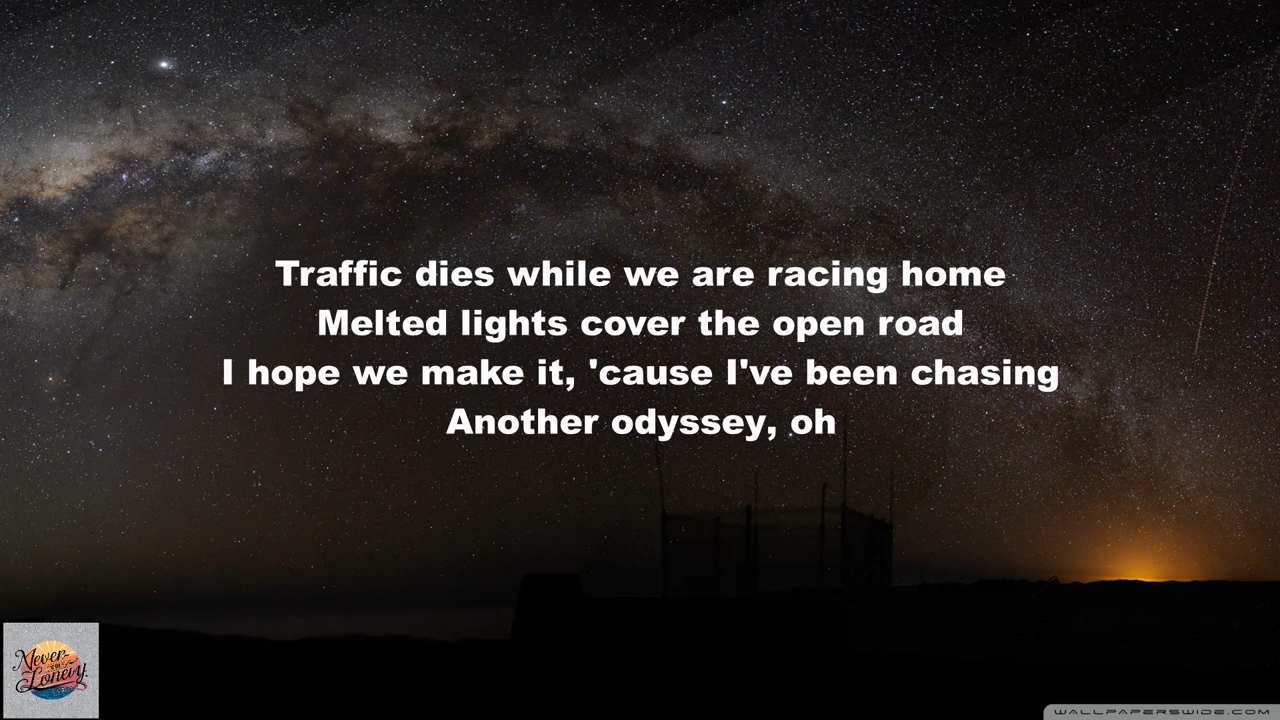 Traffic dies while we are racing home
Melted lights cover the open road
I hope we make it, 'cause I've been chasing
Another odyssey, oh
Never
Lonely
WALLPAPERSWIDE.COM